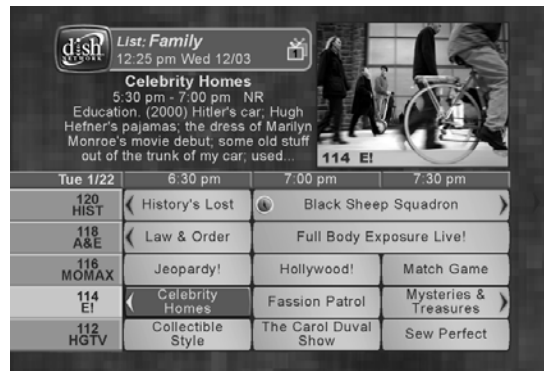 dish
NETWORK
List: Family
12:25 pm Wed 12/03
1
Celebrity Homes
5:30 pm - 7:00 pm NR
Education. (2000) Hitler's car; Hugh
Hefner's pajamas; the dress of Marilyn
Monroe's movie debut; some old stuff
out of the trunk of my car; used...
114 E!
Tue 1/22 6:30 pm 7:00 pm 7:30 pm
120
HIST
History's Lost
Black Sheep Squadron
118
A&E
Law & Order
Full Body Exposure Live!
116
MOMAX
Jeopardy!
Hollywood!
Match Game
114
E!
Celebrity
Homes
Fassion Patrol
Mysteries &
Treasures
112
HGTV
Collectible
Style
The Carol Duval
Show
Sew Perfect